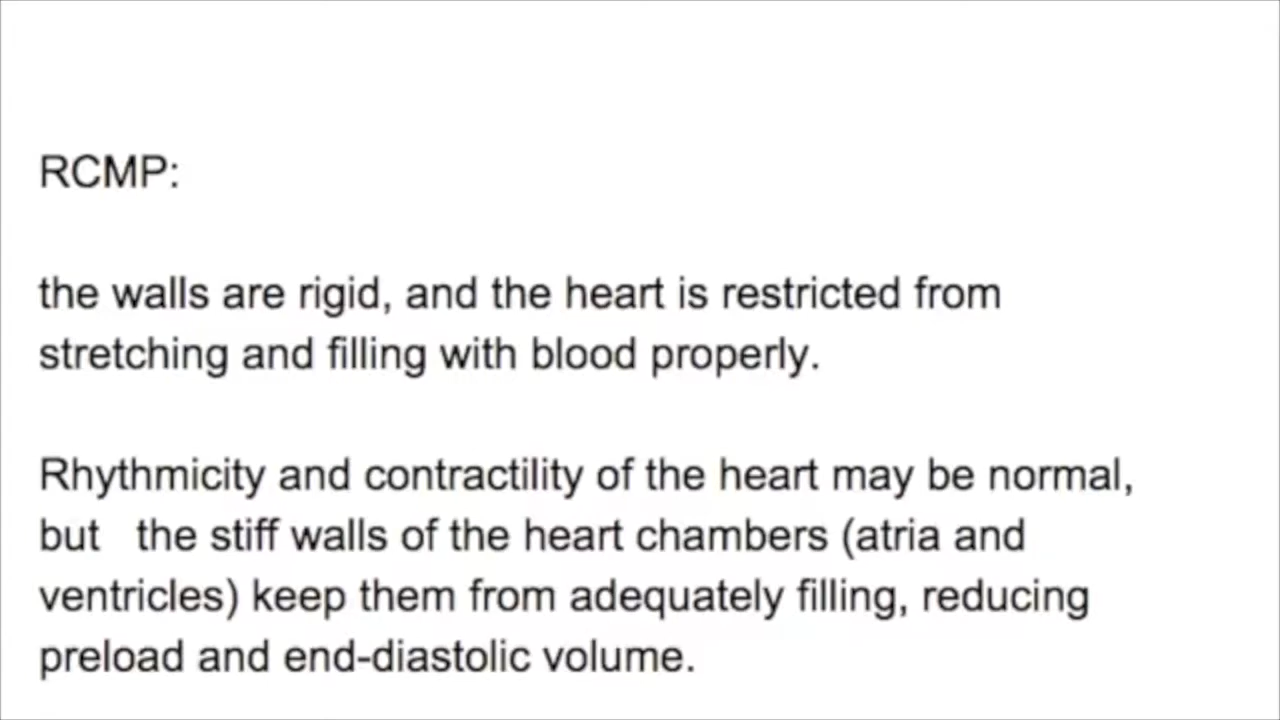 RCMP:
the walls are rigid, and the heart is restricted from
stretching and filling with blood properly.
Rhythmicity and contractility of the heart may be normal,
but   the stiff walls of the heart chambers (atria and
ventricles) keep them from adequately filling, reducing
preload and end-diastolic volume.